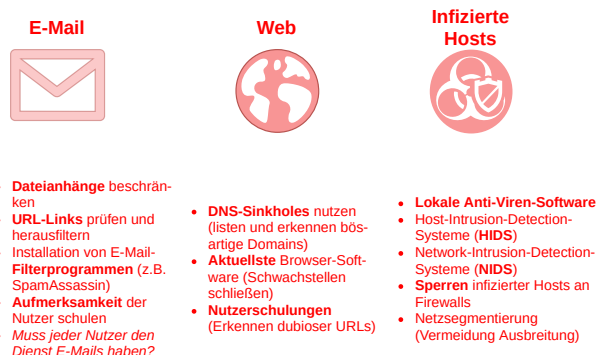 E-Mail
Dateianhänge beschrän-
ken
URL-Links prüfen und
herausfiltern
Installation von E-Mail-
Filterprogrammen (z.B.
SpamAssassin)
Aufmerksamkeit der
Nutzer schulen
Muss jeder Nutzer den
Dienst E-Mails haben?
Web
• DNS-Sinkholes nutzen
(listen und erkennen bös-
artige Domains)
• Aktuellste Browser-Soft-
ware (Schwachstellen
schließen)
• Nutzerschulungen
(Erkennen dubioser URLs)
Infizierte
Hosts
• Lokale Anti-Viren-Software
• Host-Intrusion-Detection-
Systeme (HIDS)
• Network-Intrusion-Detection-
Systeme (NIDS)
• Sperren infizierter Hosts an
Firewalls
• Netzsegmentierung
(Vermeidung Ausbreitung)